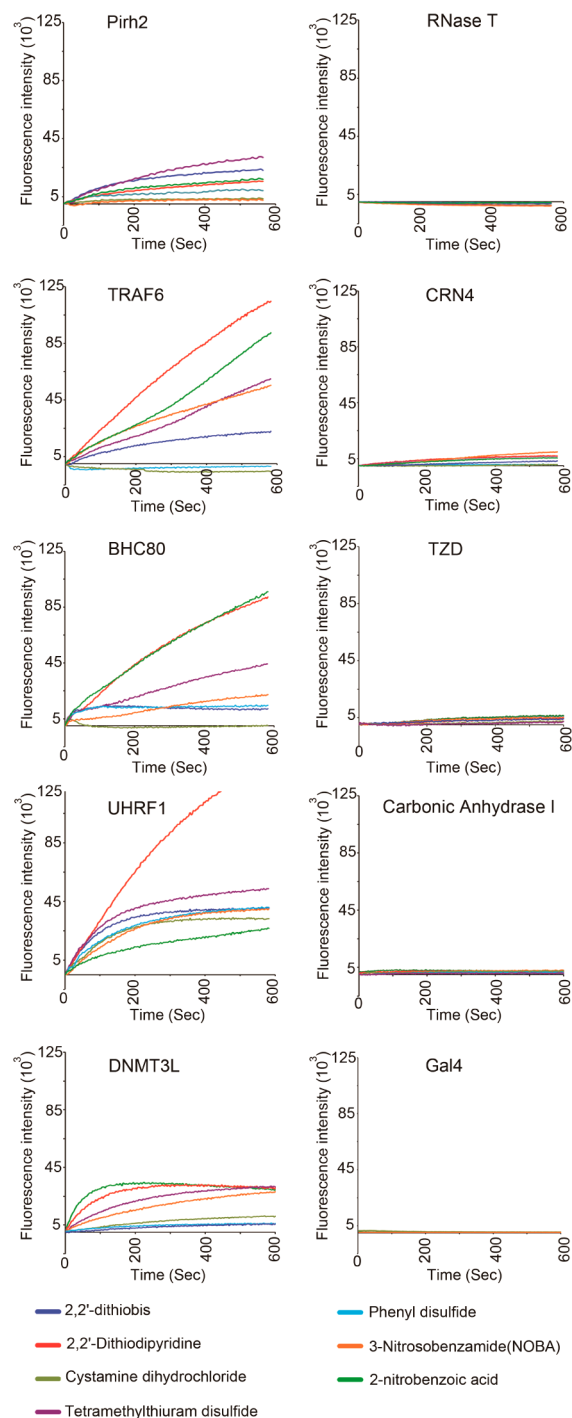 Pirh2
Fluorescence intensity (10³)
125
85
45
5
0
200
400
600
Time (Sec)
RNase T
Fluorescence intensity (10³)
125
85
45
5
0
200
400
600
Time (Sec)
TRAF6
Fluorescence intensity (10³)
125
85
45
5
0
200
400
600
Time (Sec)
CRN4
Fluorescence intensity (10³)
125
85
45
5
0
200
400
600
Time (Sec)
BHC80
Fluorescence intensity (10³)
125
85
45
5
0
200
400
600
Time (Sec)
TZD
Fluorescence intensity (10³)
125
85
45
5
0
200
400
600
Time (Sec)
UHRF1
Fluorescence intensity (10³)
125
85
45
5
0
200
400
600
Time (Sec)
Carbonic Anhydrase I
Fluorescence intensity (10³)
125
85
45
5
0
200
400
600
Time (Sec)
DNMT3L
Fluorescence intensity (10³)
125
85
45
5
0
200
400
600
Time (Sec)
Gal4
Fluorescence intensity (10³)
125
85
45
5
0
200
400
600
Time (Sec)
2,2'-dithiobis
2,2'-Dithiodipyridine
Cystamine dihydrochloride
Tetramethylthiuram disulfide
Phenyl disulfide
3-Nitrosobenzamide(NOBA)
2-nitrobenzoic acid